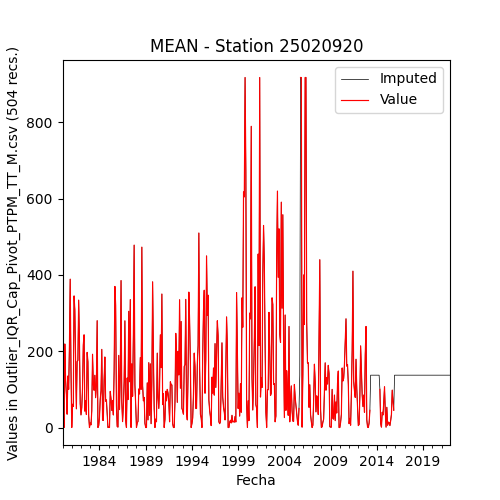 MEAN - Station 25020920
Imputed
Value
Values in Outlier_IQR_Cap_Pivot_PTPM_TT_M.csv (504 recs.)
800
600
400
200
0
1984 1989 1994 1999 2004 2009 2014 2019
Fecha